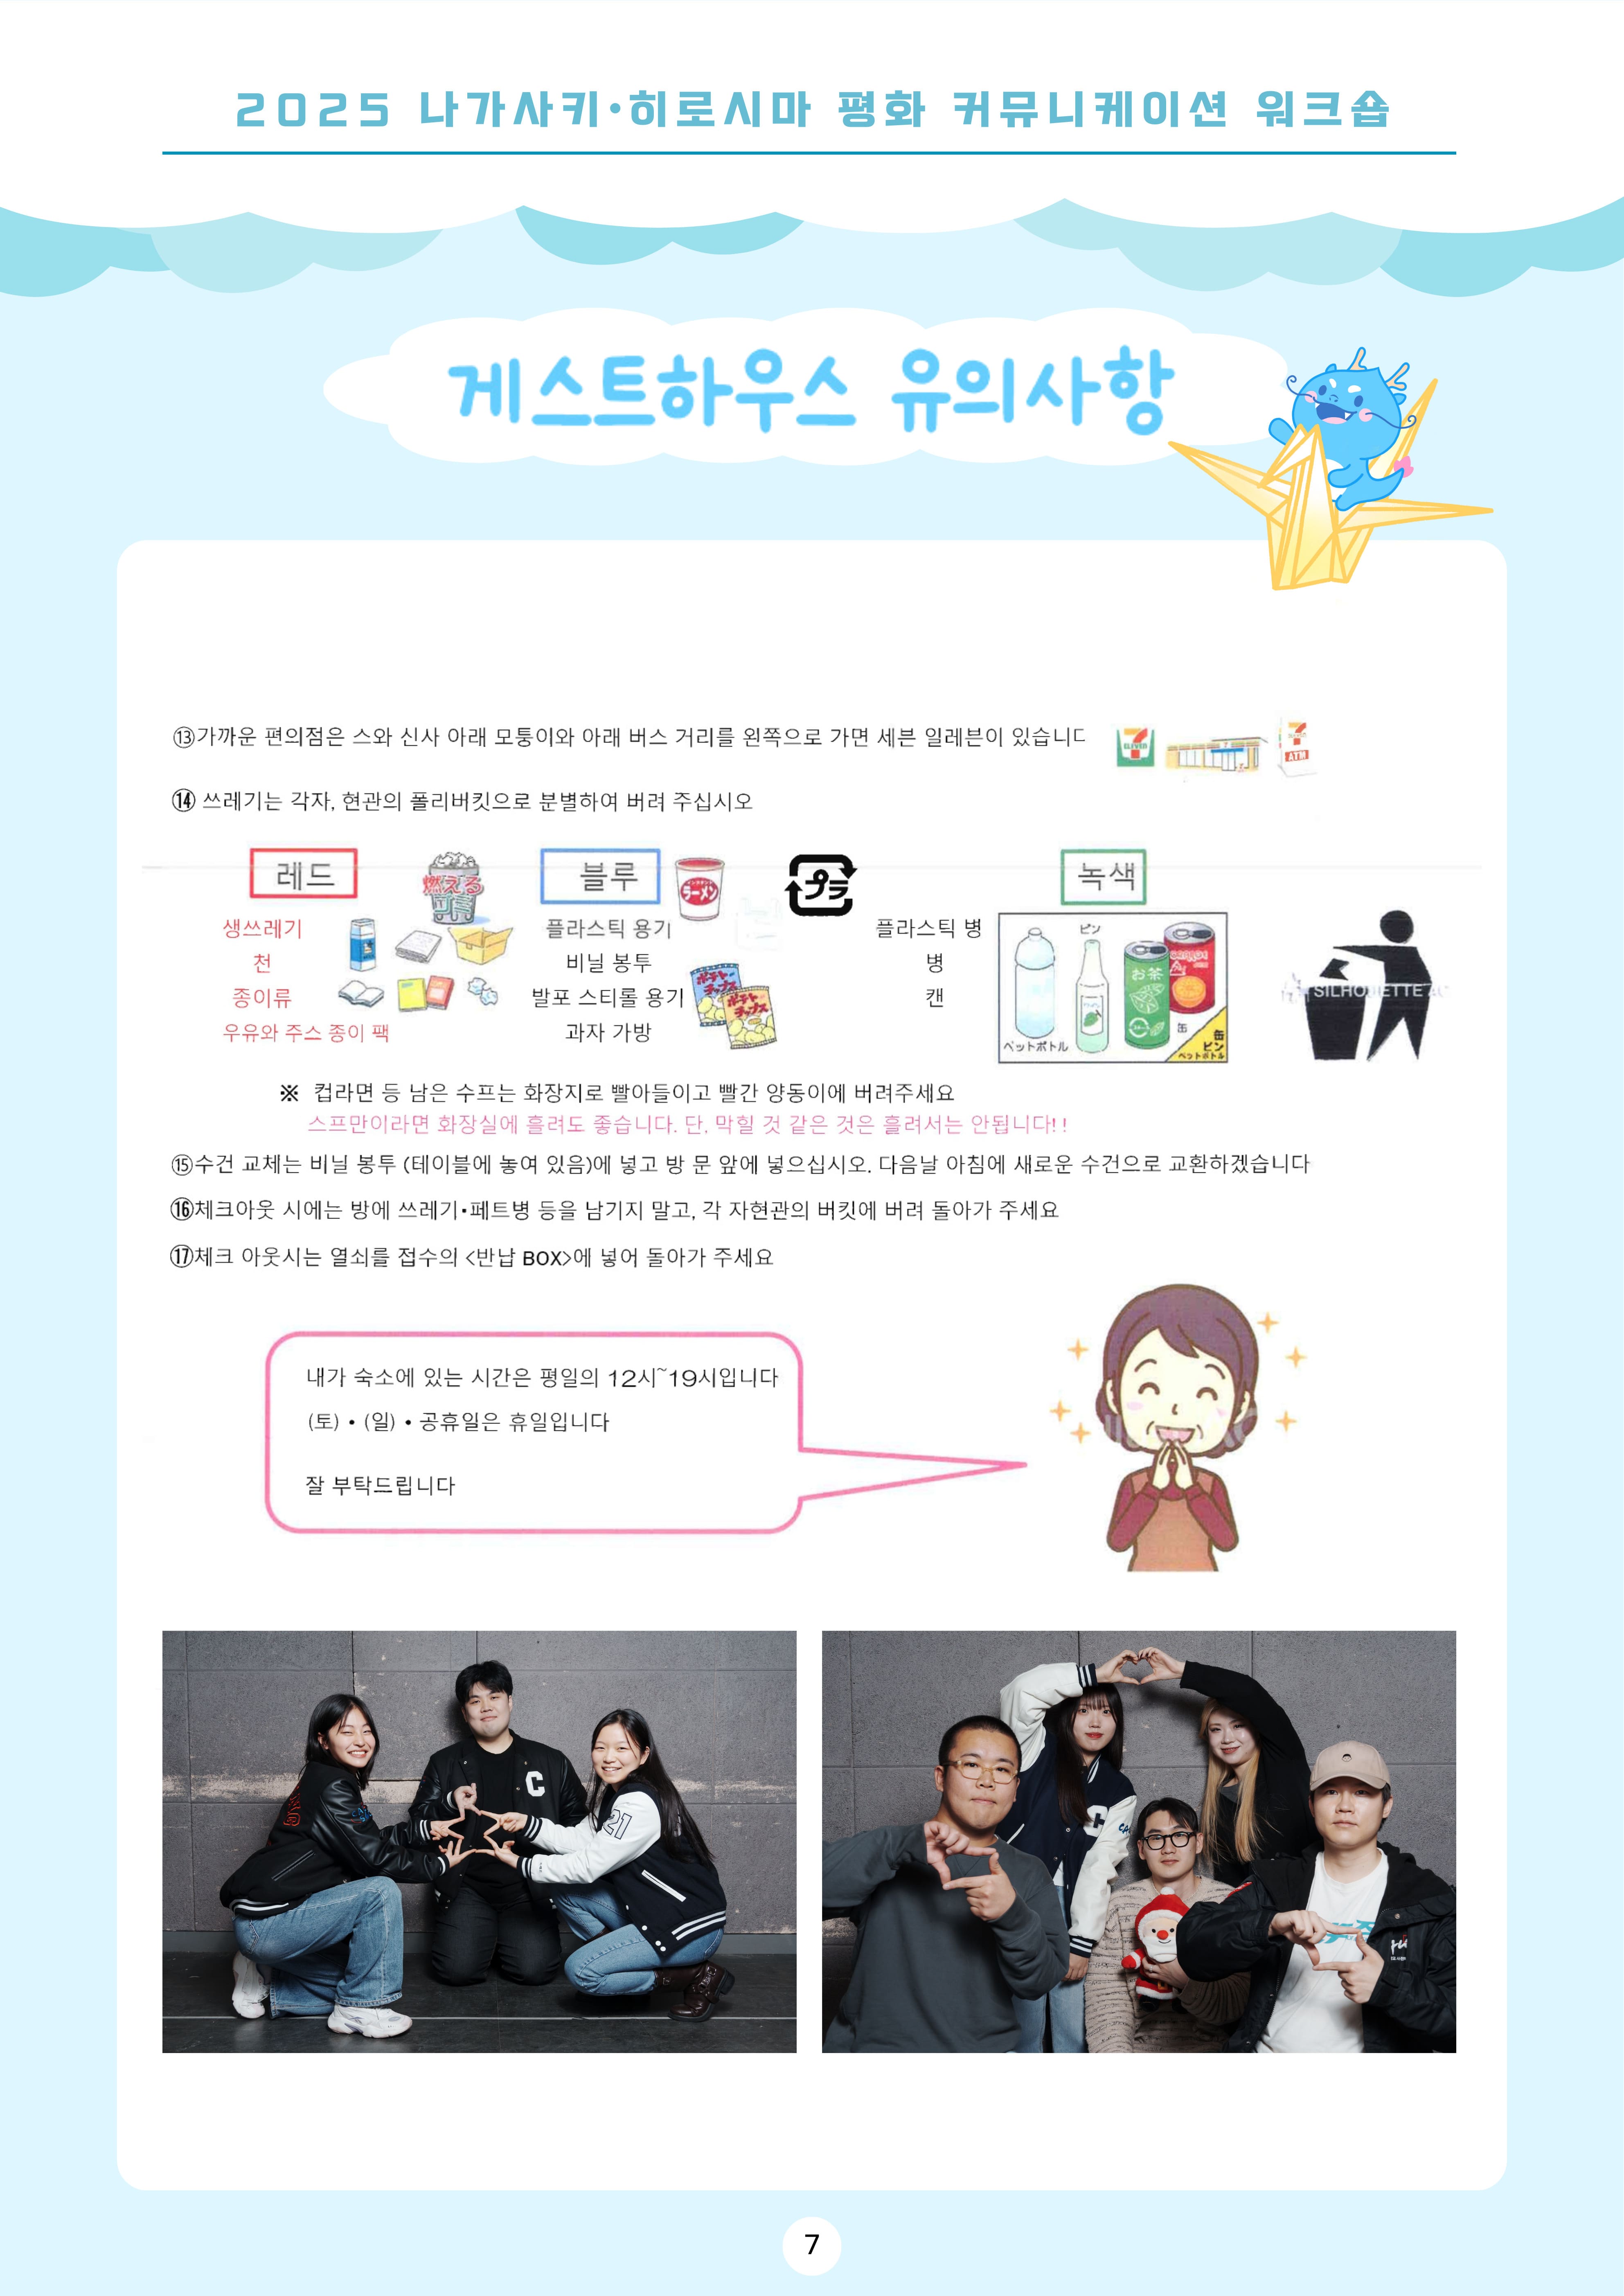 2025 나가사키•히로시마 평화 커뮤니케이션 워크숍
게스트하우스 유의사항
⑬가까운 편의점은 스와 신사 아래 모퉁이와 아래 버스 거리를 왼쪽으로 가면 세븐 일레븐이 있습니다
7
ELEVEN
7
ATM
⑭ 쓰레기는 각자, 현관의 폴리버킷으로 분별하여 버려 주십시오
레드
燃える
ゴミ
블루
ラーメン
プラ
녹색
생쓰레기
천
종이류
우유와 주스 종이 팩
플라스틱 용기
비닐 봉투
발포 스티롤 용기
과자 가방
ポテト
チップス
ポテト
チップス
플라스틱 병
병
캔
ビン
お茶
ペットボトル
缶
缶
ビン
ペットボトル
SILHOUETTE AC
※ 컵라면 등 남은 수프는 화장지로 빨아들이고 빨간 양동이에 버려주세요
스프만이라면 화장실에 흘려도 좋습니다. 단, 막힐 것 같은 것은 흘려서는 안됩니다!!
⑮수건 교체는 비닐 봉투 (테이블에 놓여 있음)에 넣고 방 문 앞에 넣으십시오. 다음날 아침에 새로운 수건으로 교환하겠습니다
⑯체크아웃 시에는 방에 쓰레기•페트병 등을 남기지 말고, 각 자현관의 버킷에 버려 돌아가 주세요
⑰체크 아웃시는 열쇠를 접수의 <반납 BOX>에 넣어 돌아가 주세요
내가 숙소에 있는 시간은 평일의 12시~19시입니다
(토) • (일) • 공휴일은 휴일입니다
잘 부탁드립니다
C
21
7